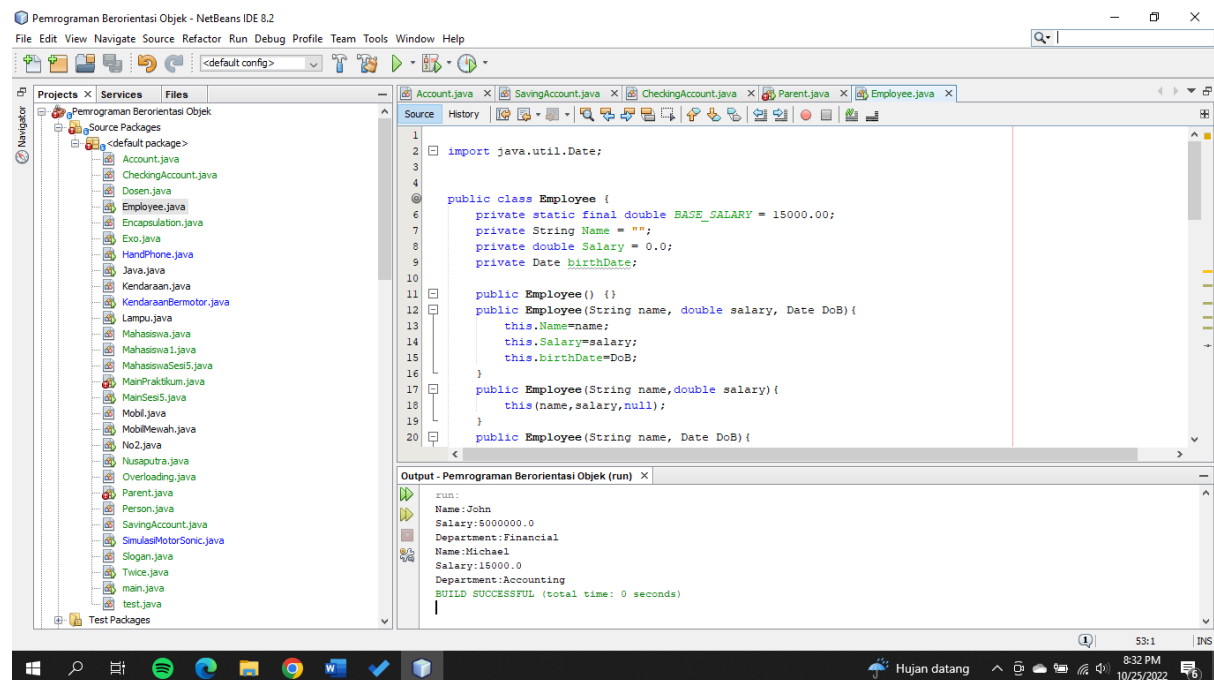 Pemrograman Berorientasi Objek - NetBeans IDE 8.2
File Edit View Navigate Source Refactor Run Debug Profile Team Tools Window Help
<default config>
Projects Services Files
Navigator
Pemrograman Berorientasi Objek
Source Packages
<default package>
Account.java
CheckingAccount.java
Dosen.java
Employee.java
Encapsulation.java
Exo.java
HandPhone.java
Java.java
Kendaraan.java
KendaraanBermotor.java
Lampu.java
Mahasiswa.java
Mahasiswa1.java
MahasiswaSesi5.java
MainPraktikum.java
MainSesi5.java
Mobil.java
MobilMewah.java
No2.java
Nusaputra.java
Overloading.java
Parent.java
Person.java
SavingAccount.java
SimulasiMotorSonic.java
Slogan.java
Twice.java
main.java
test.java
Test Packages
Account.java SavingAccount.java CheckingAccount.java Parent.java Employee.java
Source History
1
2 import java.util.Date;
3
4
public class Employee {
6 private static final double BASE_SALARY = 15000.00;
7 private String Name = "";
8 private double Salary = 0.0;
9 private Date birthDate;
10
11 public Employee() {}
12 public Employee(String name, double salary, Date DoB){
13 this.Name=name;
14 this.Salary=salary;
15 this.birthDate=DoB;
16 }
17 public Employee(String name,double salary){
18 this(name,salary,null);
19 }
20 public Employee(String name, Date DoB){
Output - Pemrograman Berorientasi Objek (run)
run:
Name:John
Salary:5000000.0
Department:Financial
Name:Michael
Salary:15000.0
Department:Accounting
BUILD SUCCESSFUL (total time: 0 seconds)
1 53:1 INS
Hujan datang
8:32 PM
10/25/2022
6